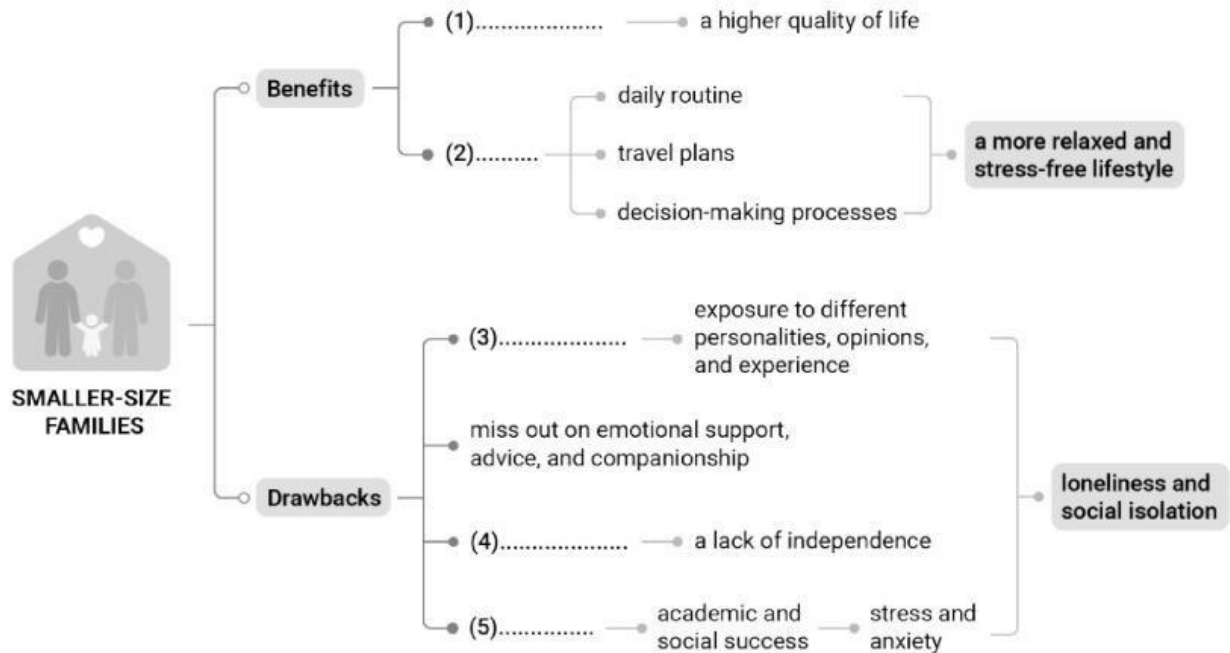 (1)..................... a higher quality of life
Benefits
daily routine
(2)..........
travel plans
decision-making processes
a more relaxed and
stress-free lifestyle
SMALLER-SIZE
FAMILIES
(3)..................
exposure to different
personalities, opinions,
and experience
miss out on emotional support,
advice, and companionship
Drawbacks
(4)...................... a lack of independence
(5)...............
academic and
social success
stress and
anxiety
loneliness and
social isolation